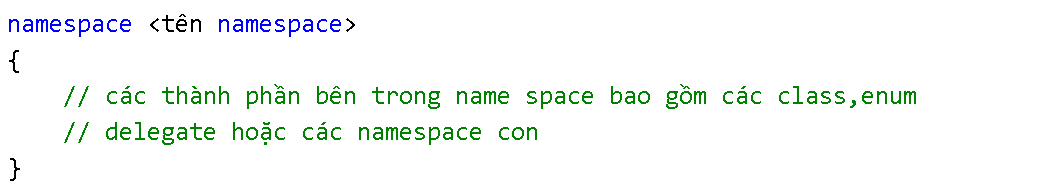 namespace <tên namespace>
{
// các thành phần bên trong name space bao gồm các class,enum
// delegate hoặc các namespace con
}